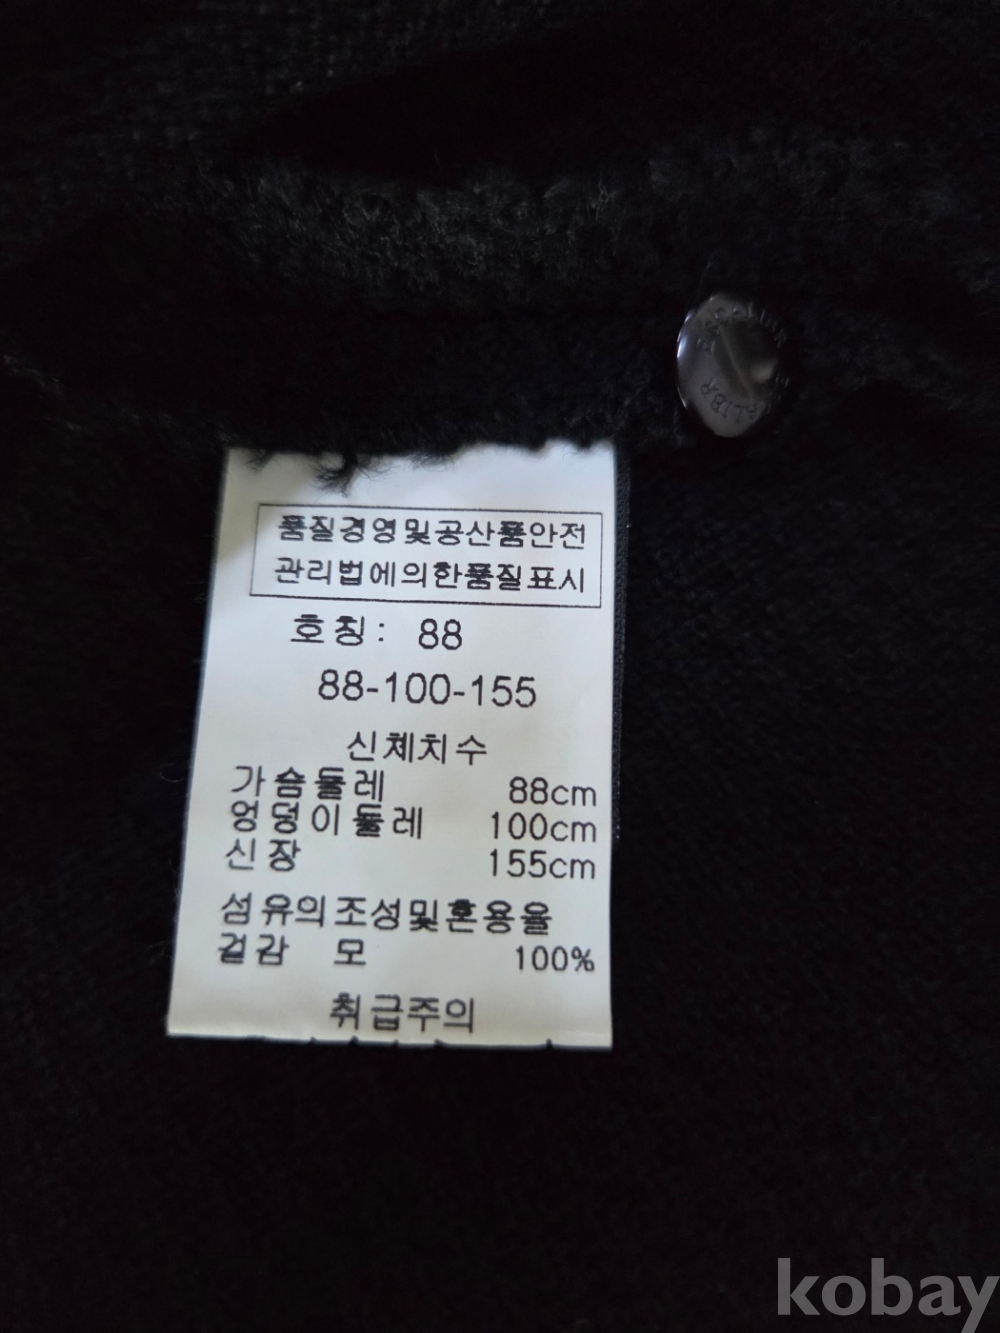 품질경영및공산품안전
관리법에의한품질표시
호칭: 88
88-100-155
신체치수
가슴둘레 88cm
엉덩이둘레 100cm
신장 155cm
섬유의조성및혼용율
겉감 모 100%
취급주의
kobay